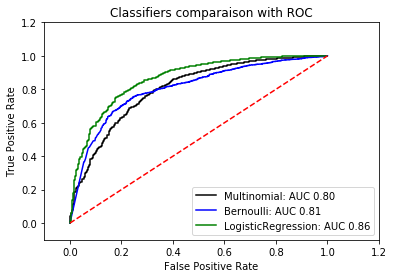 Classifiers comparaison with ROC
1.2
1.0
0.8
0.6
0.4
0.2
0.0
True Positive Rate
0.0 0.2 0.4 0.6 0.8 1.0 1.2
False Positive Rate
Multinomial: AUC 0.80
Bernoulli: AUC 0.81
LogisticRegression: AUC 0.86